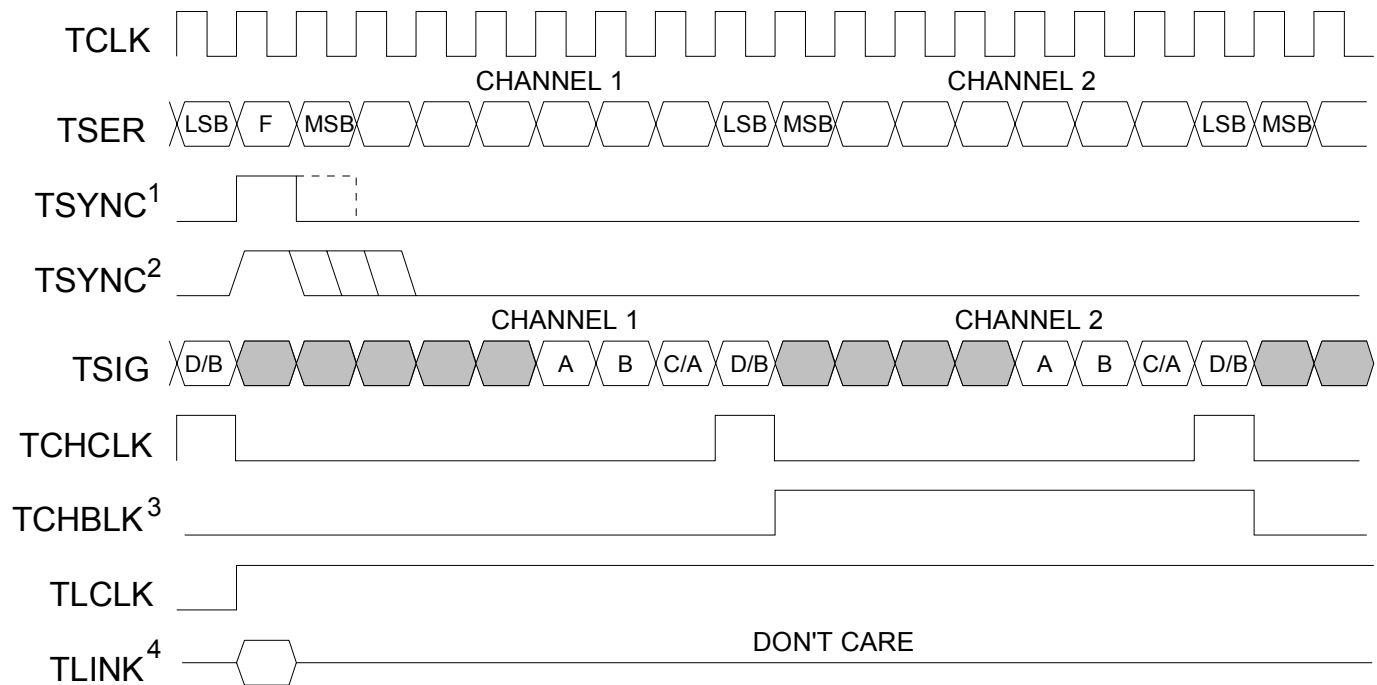 TCLK
CHANNEL 1 CHANNEL 2
TSER LSB F MSB LSB MSB LSB MSB
TSYNC1
TSYNC2
CHANNEL 1 CHANNEL 2
TSIG D/B A B C/A D/B A B C/A D/B
TCHCLK
TCHBLK3
TLCLK
DON'T CARE
TLINK4